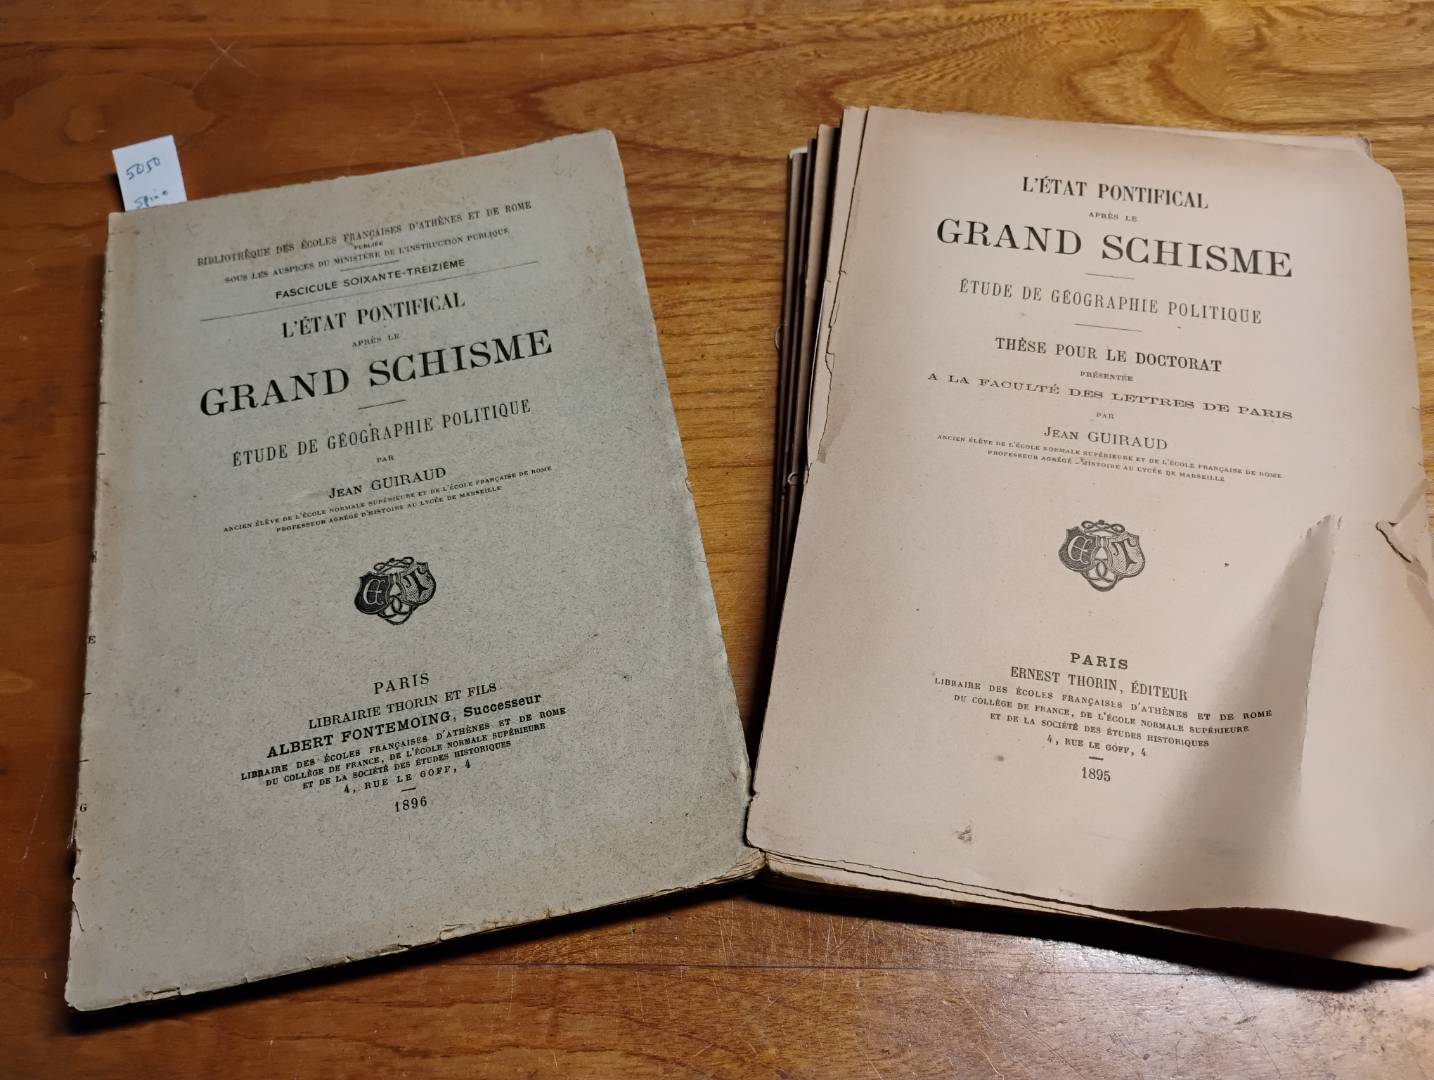 5050
BIBLIOTHÈQUE DES ÉCOLES FRANÇAISES D'ATHÈNES ET DE ROME
PUBLIÉE
SOUS LES AUSPICES DU MINISTÈRE DE L'INSTRUCTION PUBLIQUE
FASCICULE SOIXANTE-TREIZIÈME
L'ÉTAT PONTIFICAL
APRÈS LE
GRAND SCHISME
ÉTUDE DE GÉOGRAPHIE POLITIQUE
PAR
JEAN GUIRAUD
ANCIEN ÉLÈVE DE L'ÉCOLE NORMALE SUPÉRIEURE ET DE L'ÉCOLE FRANÇAISE DE ROME
PROFESSEUR AGRÉGÉ D'HISTOIRE AU LYCÉE DE MARSEILLE
PARIS
LIBRAIRIE THORIN ET FILS
ALBERT FONTEMOING, Successeur
LIBRAIRE DES ÉCOLES FRANÇAISES D'ATHÈNES ET DE ROME
DU COLLÈGE DE FRANCE, DE L'ÉCOLE NORMALE SUPÉRIEURE
ET DE LA SOCIÉTÉ DES ÉTUDES HISTORIQUES
4, RUE LE GOFF, 4
1896
E
G
L'ÉTAT PONTIFICAL
APRÈS LE
GRAND SCHISME
ÉTUDE DE GÉOGRAPHIE POLITIQUE
THÈSE POUR LE DOCTORAT
PRÉSENTÉE
A LA FACULTÉ DES LETTRES DE PARIS
PAR
JEAN GUIRAUD
ANCIEN ÉLÈVE DE L'ÉCOLE NORMALE SUPÉRIEURE ET DE L'ÉCOLE FRANÇAISE DE ROME
PROFESSEUR AGRÉGÉ HISTOIRE AU LYCÉE DE MARSEILLE
PARIS
ERNEST THORIN, ÉDITEUR
LIBRAIRE DES ÉCOLES FRANÇAISES D'ATHÈNES ET DE ROME
DU COLLÈGE DE FRANCE, DE L'ÉCOLE NORMALE SUPÉRIEURE
ET DE LA SOCIÉTÉ DES ÉTUDES HISTORIQUES
4, RUE LE GOFF, 4
1895